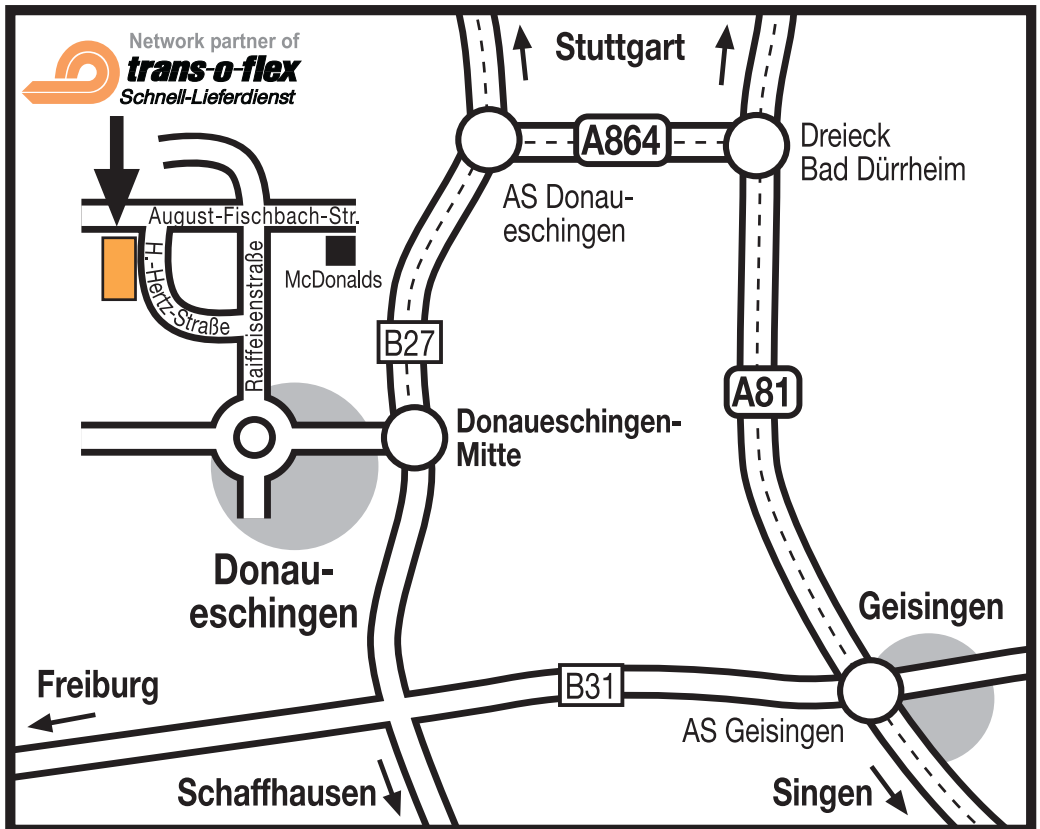 Network partner of
trans-o-flex
Schnell-Lieferdienst
Stuttgart
A864
Dreieck
Bad Dürrheim
AS Donau-
eschingen
August-Fischbach-Str.
H.-Hertz-Straße
Raiffeisenstraße
McDonalds
B27
A81
Donaueschingen-
Mitte
Donau-
eschingen
Geisingen
Freiburg
B31
AS Geisingen
Schaffhausen
Singen